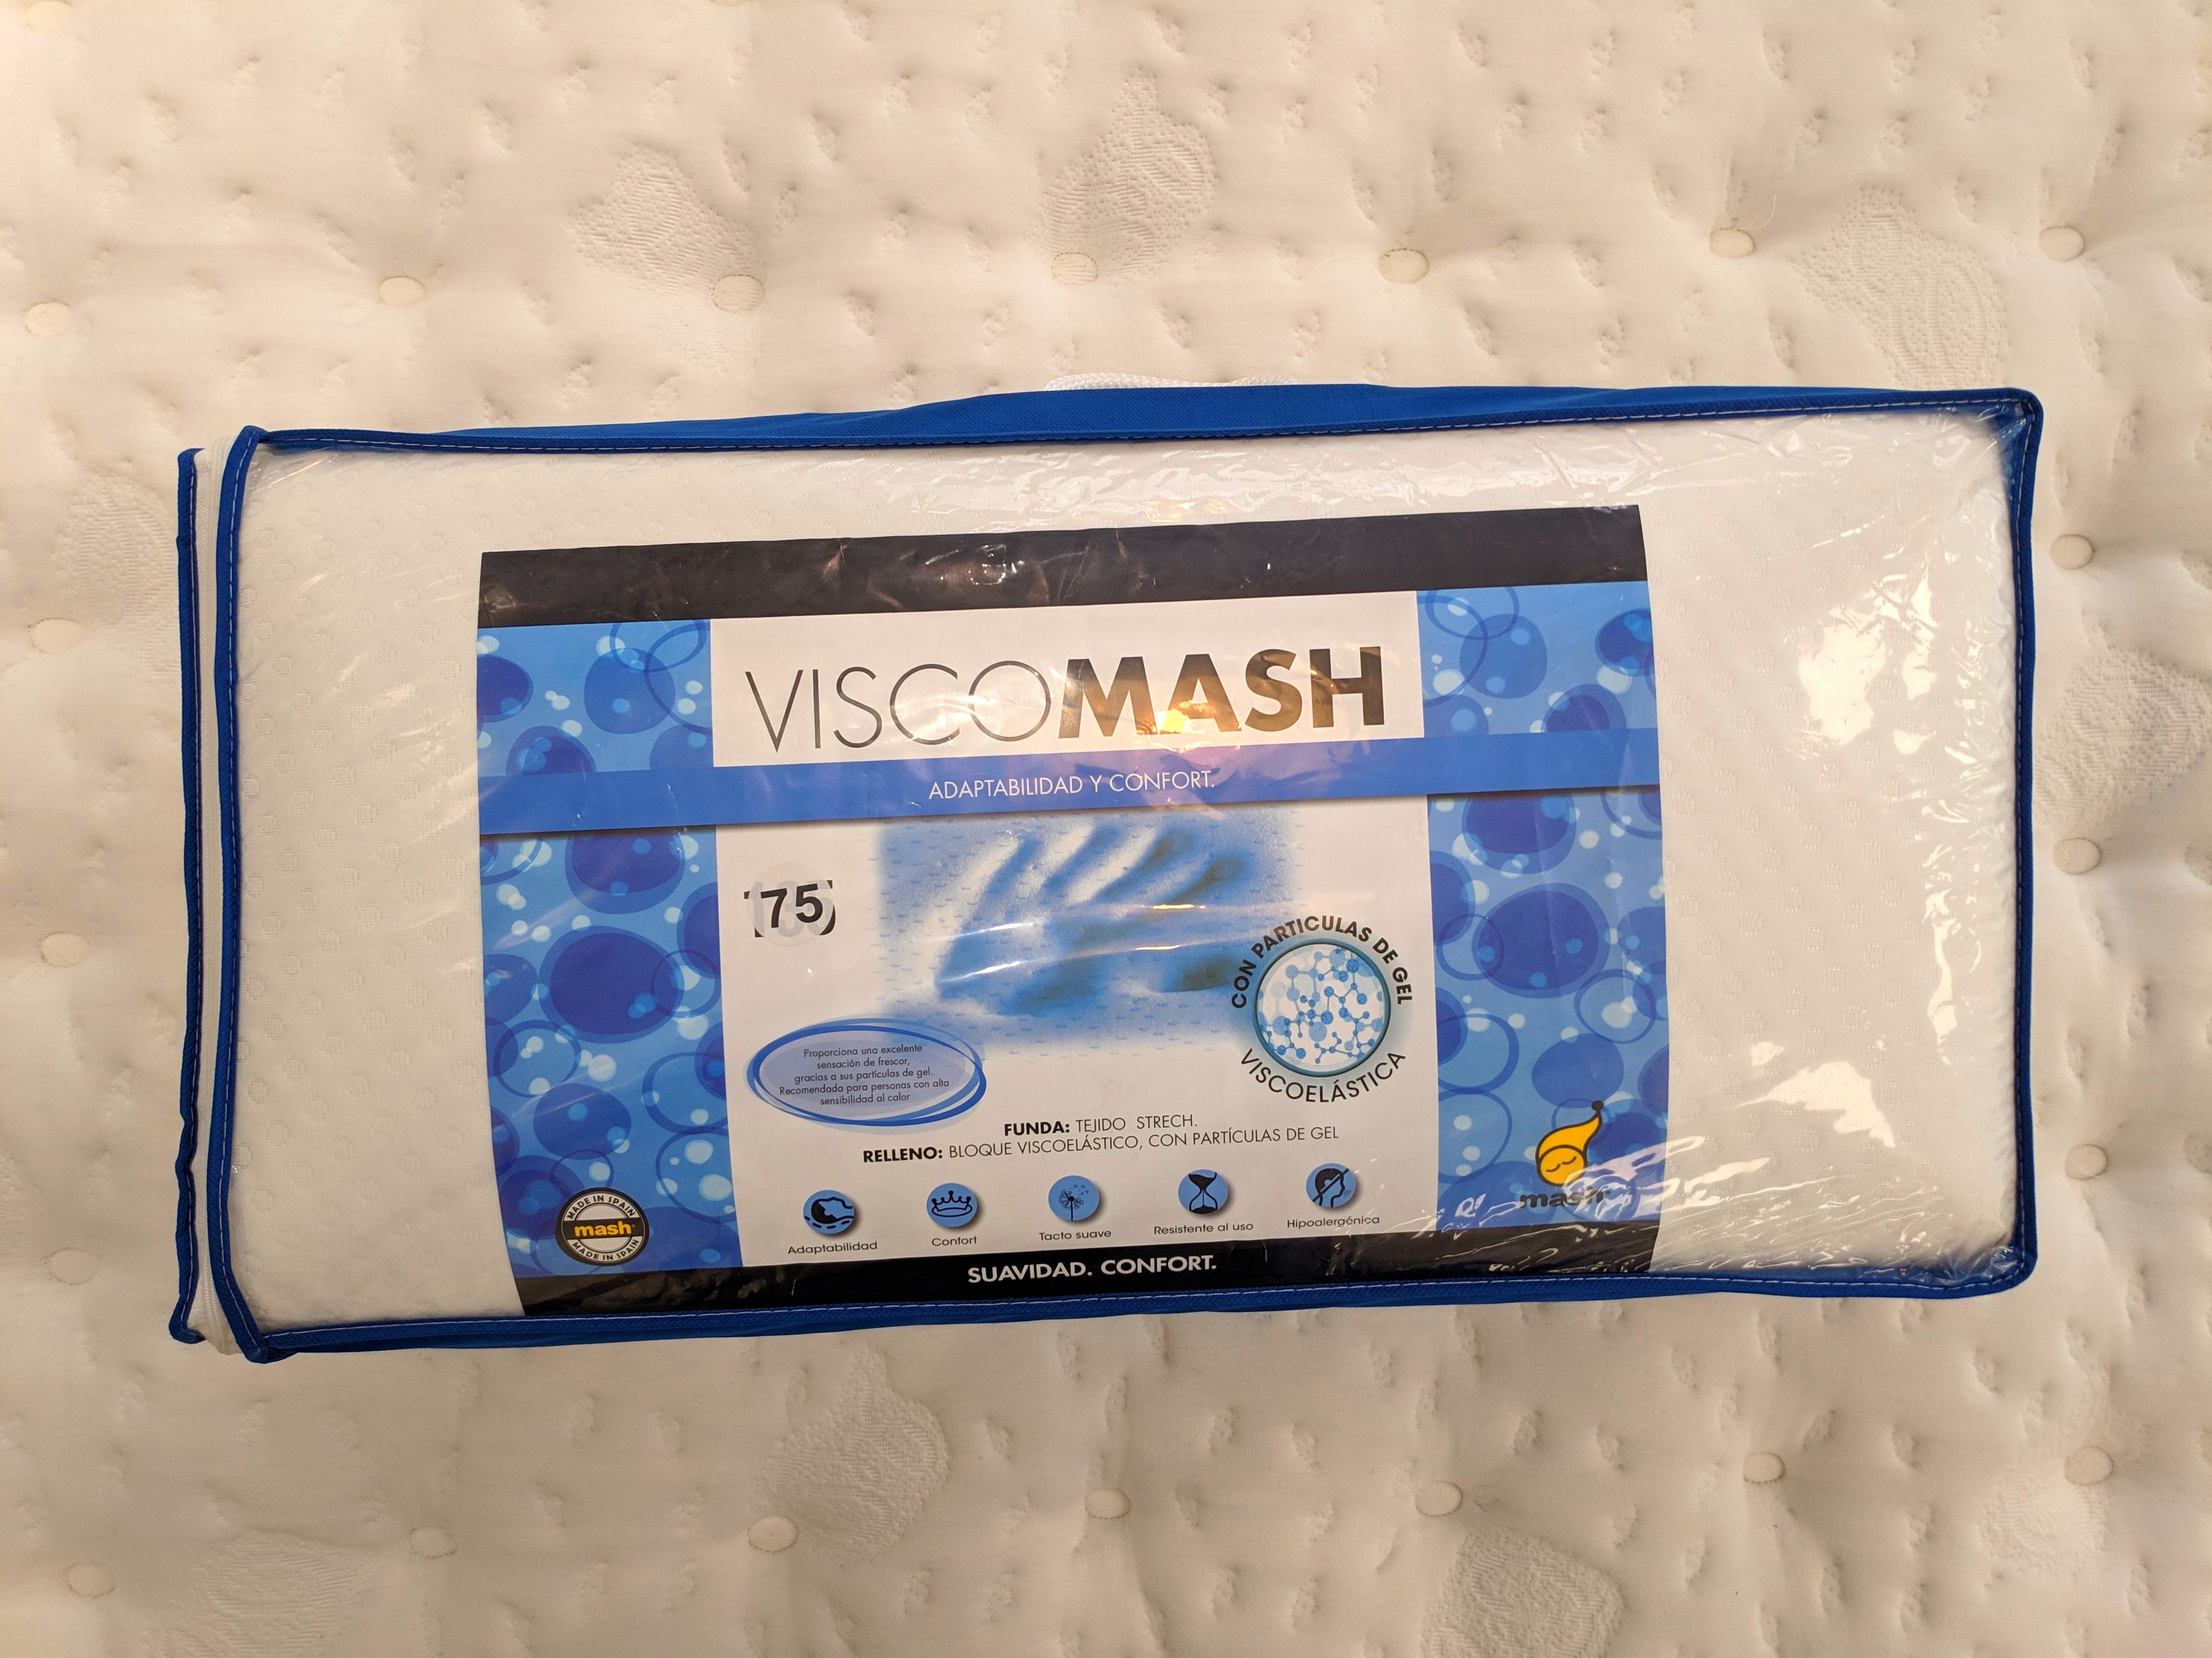 VISCOMASH
ADAPTABILIDAD Y CONFORT.
75
CON PARTICULAS DE GEL
VISCOELÁSTICA
Proporciona una excelente
sensación de frescor,
gracias a sus partículas de gel.
Recomendada para personas con alta
sensibilidad al calor
FUNDA: TEJIDO STRECH.
RELLENO: BLOQUE VISCOELÁSTICO, CON PARTÍCULAS DE GEL
Adaptabilidad
Confort
Tacto suave
Resistente al uso
Hipoalergénica
MADE IN SPAIN
mash
MADE IN SPAIN
mash
SUAVIDAD. CONFORT.